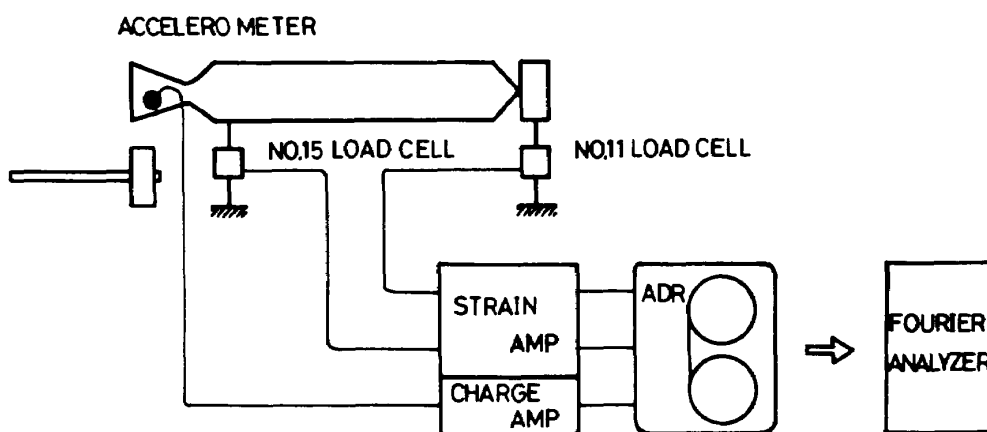 ACCELERO METER
NO.15 LOAD CELL
NO.11 LOAD CELL
STRAIN
AMP
CHARGE
AMP
ADR
FOURIER
ANALYZER